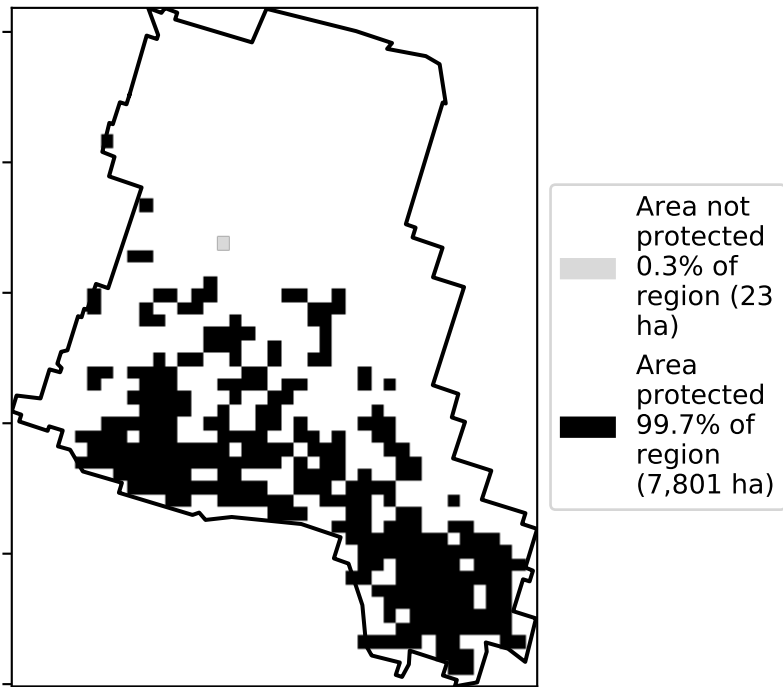 Area not
protected
0.3% of
region (23
ha)
Area
protected
99.7% of
region
(7,801 ha)